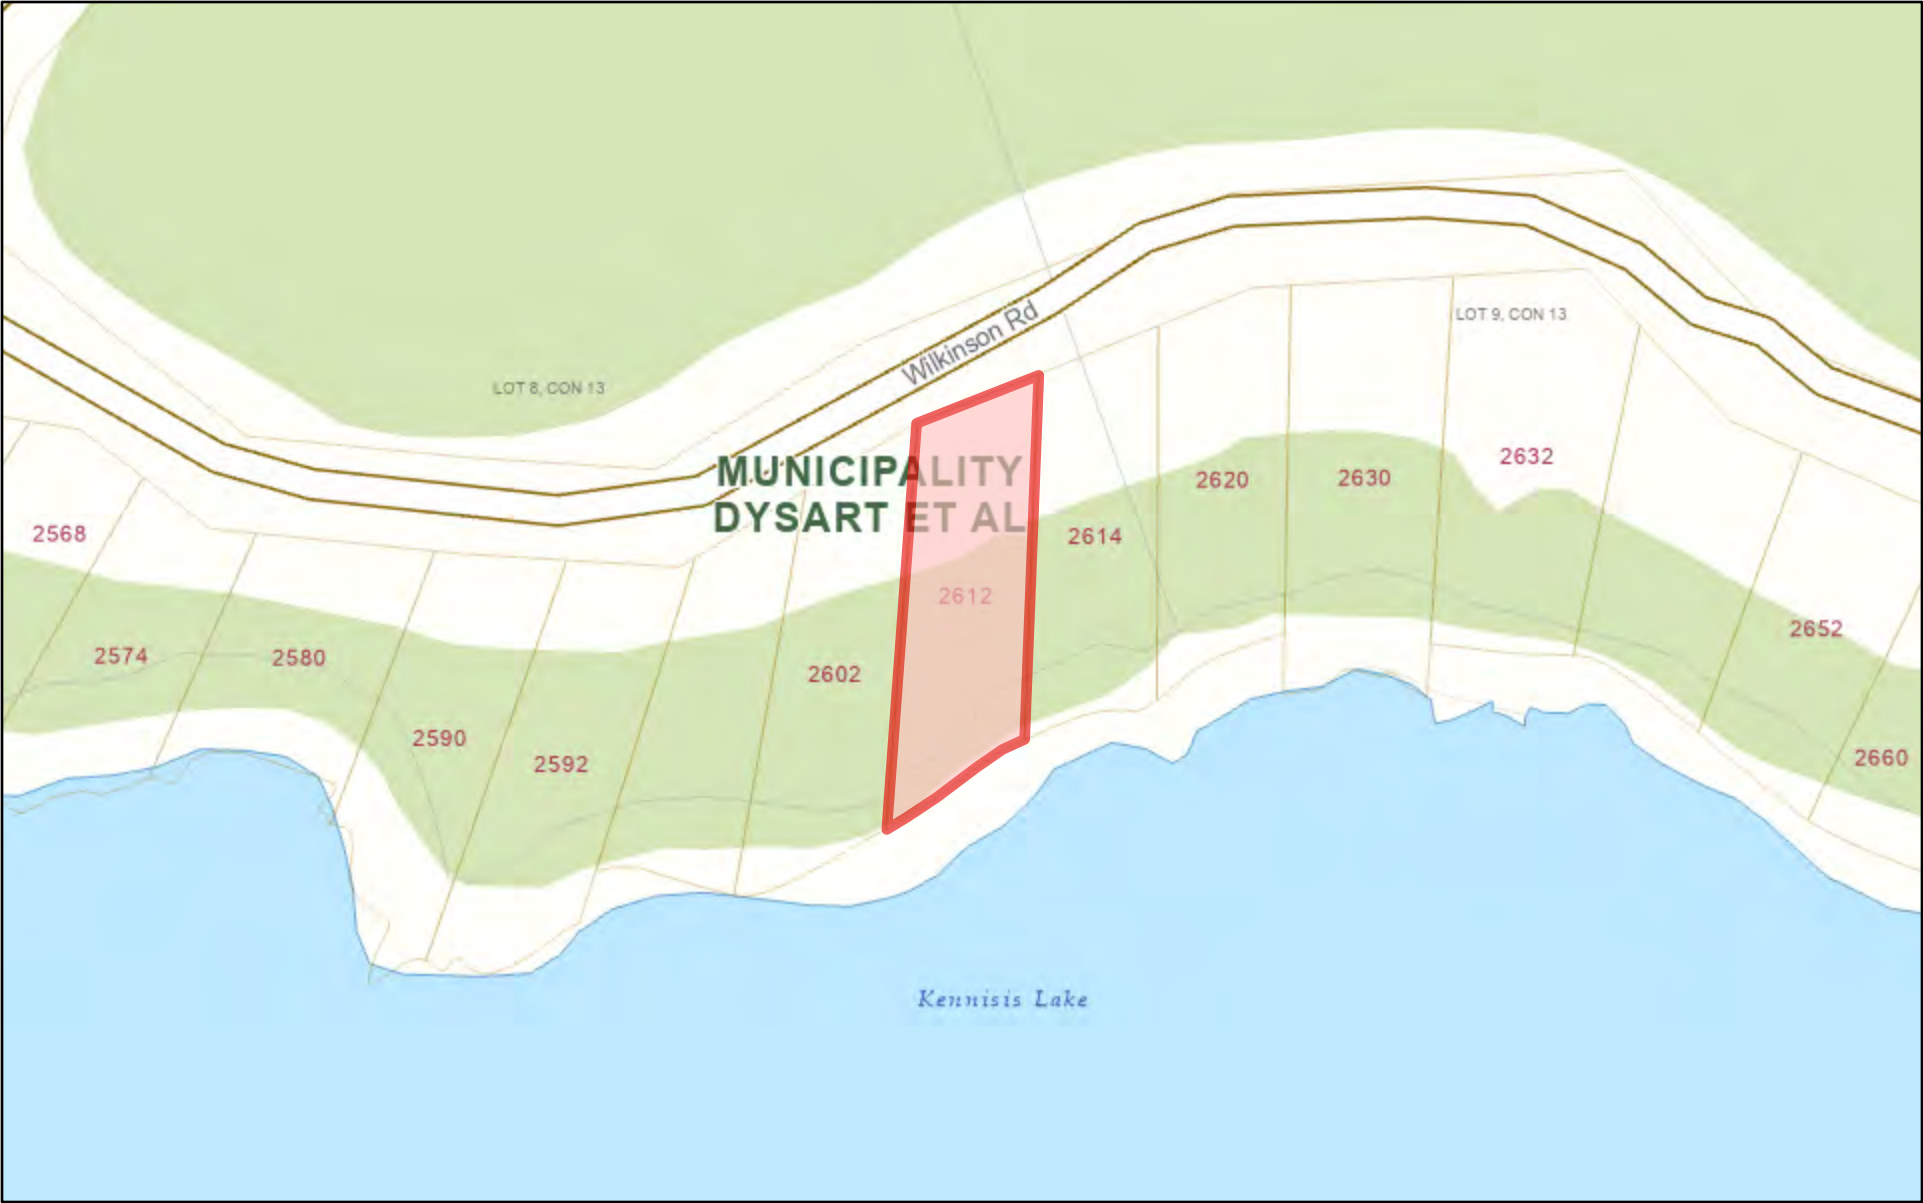 Wilkinson Rd
LOT 9, CON 13
LOT 8, CON 13
MUNICIPALITY
DYSART ET AL
2568
2574
2580
2590
2592
2602
2612
2614
2620
2630
2632
2652
2660
Kennisis Lake